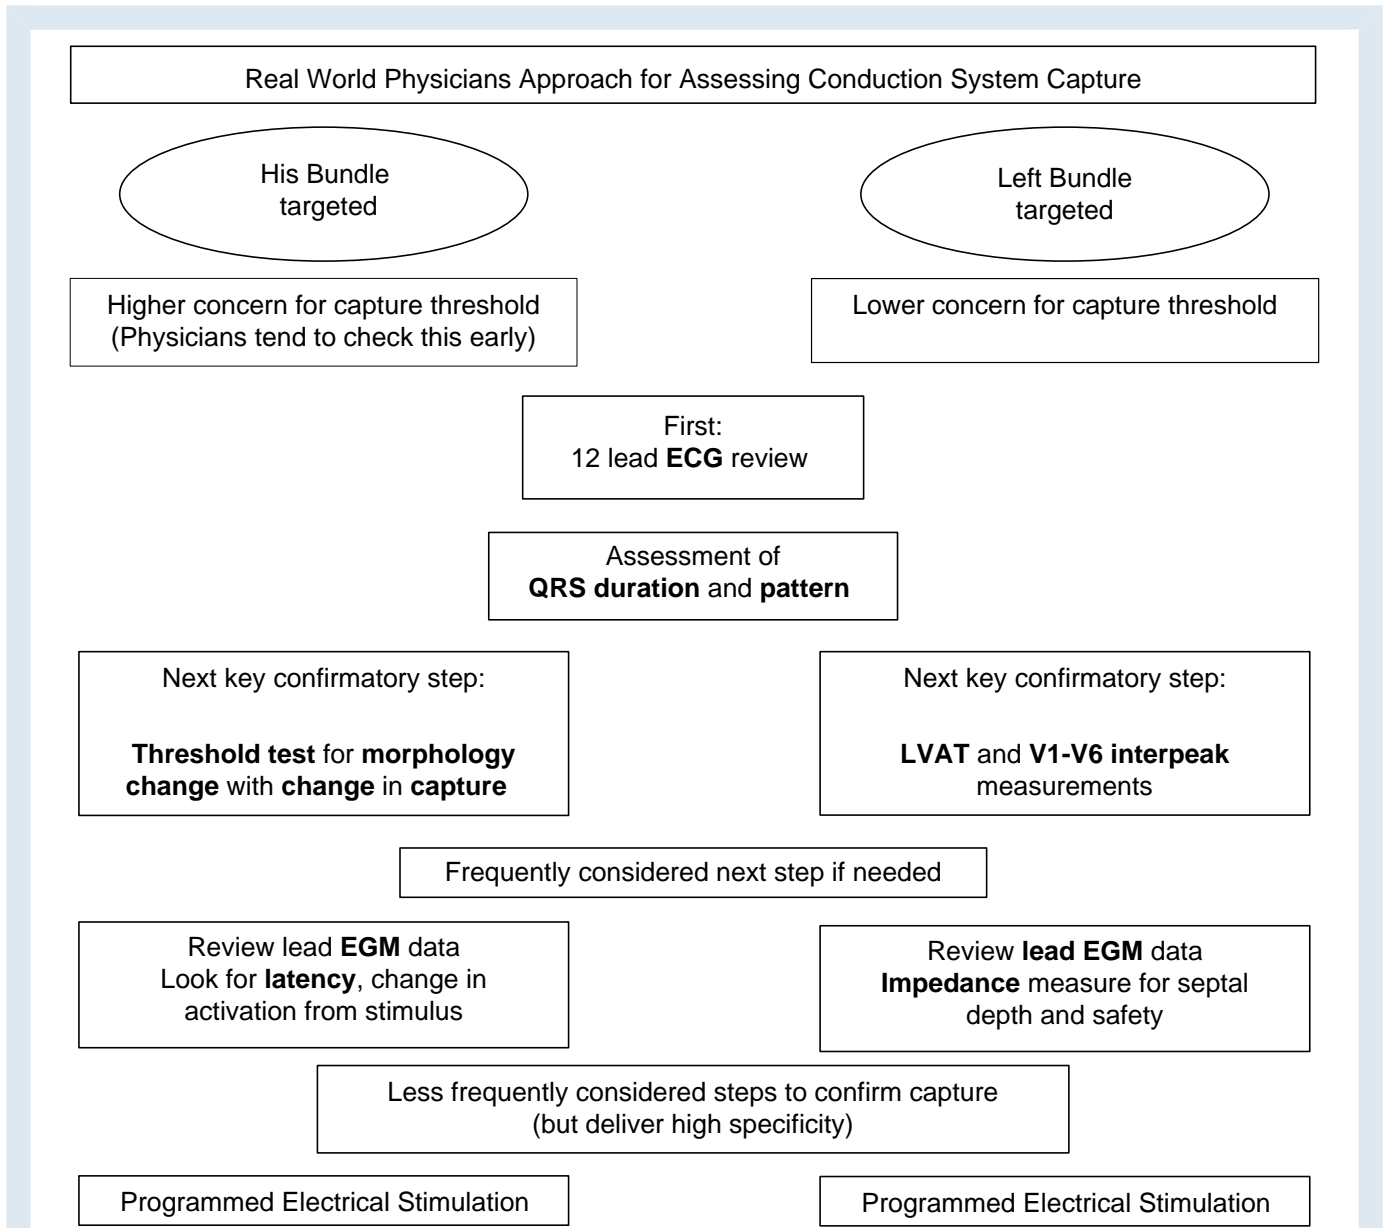 Real World Physicians Approach for Assessing Conduction System Capture
His Bundle
targeted
Left Bundle
targeted
Higher concern for capture threshold
(Physicians tend to check this early)
Lower concern for capture threshold
First:
12 lead ECG review
Assessment of
QRS duration and pattern
Next key confirmatory step:
Threshold test for morphology
change with change in capture
Next key confirmatory step:
LVAT and V1-V6 interpeak
measurements
Frequently considered next step if needed
Review lead EGM data
Look for latency, change in
activation from stimulus
Review lead EGM data
Impedance measure for septal
depth and safety
Less frequently considered steps to confirm capture
(but deliver high specificity)
Programmed Electrical Stimulation
Programmed Electrical Stimulation